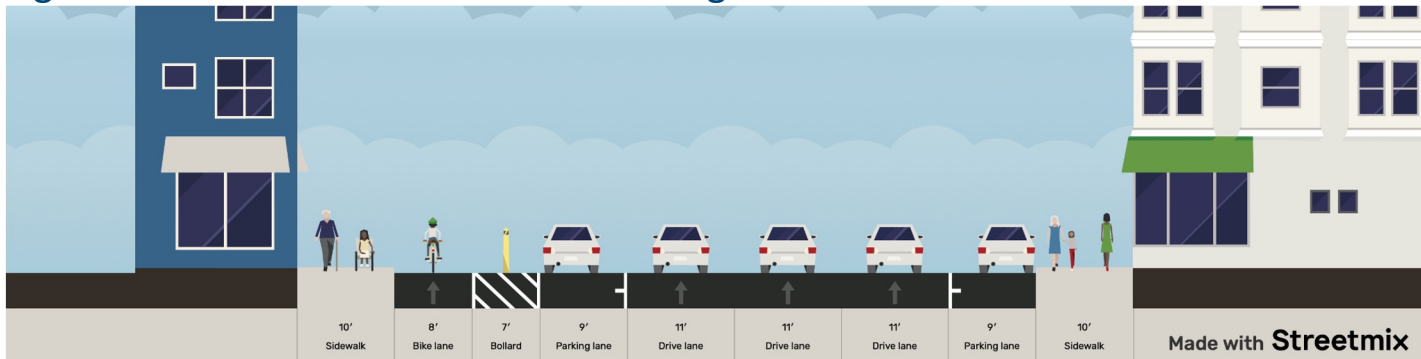 10' 8' 7' 9' 11' 11' 11' 9' 10'
Sidewalk Bike lane Bollard Parking lane Drive lane Drive lane Drive lane Parking lane Sidewalk
Made with Streetmix